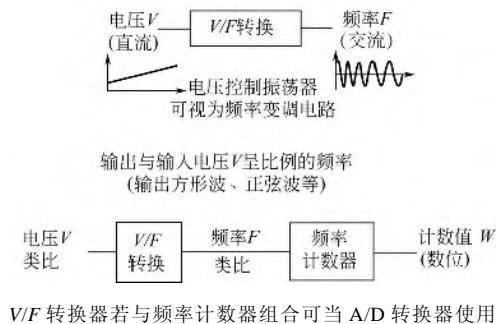 电压V
(直流)
V/F转换
频率F
(交流)
电压控制振荡器
可视为频率变调电路
输出与输入电压V呈比例的频率
(输出方形波、正弦波等)
电压V
类比
V/F
转换
频率F
类比
频率
计数器
计数值 W
(数位)
V/F 转换器若与频率计数器组合可当 A/D 转换器使用